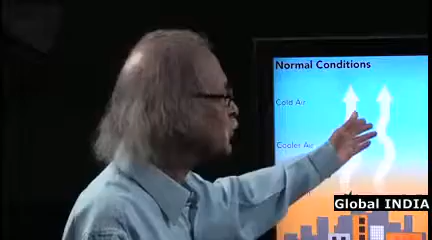 Normal Conditions
Cold Air
Cooler Air
Global INDIA